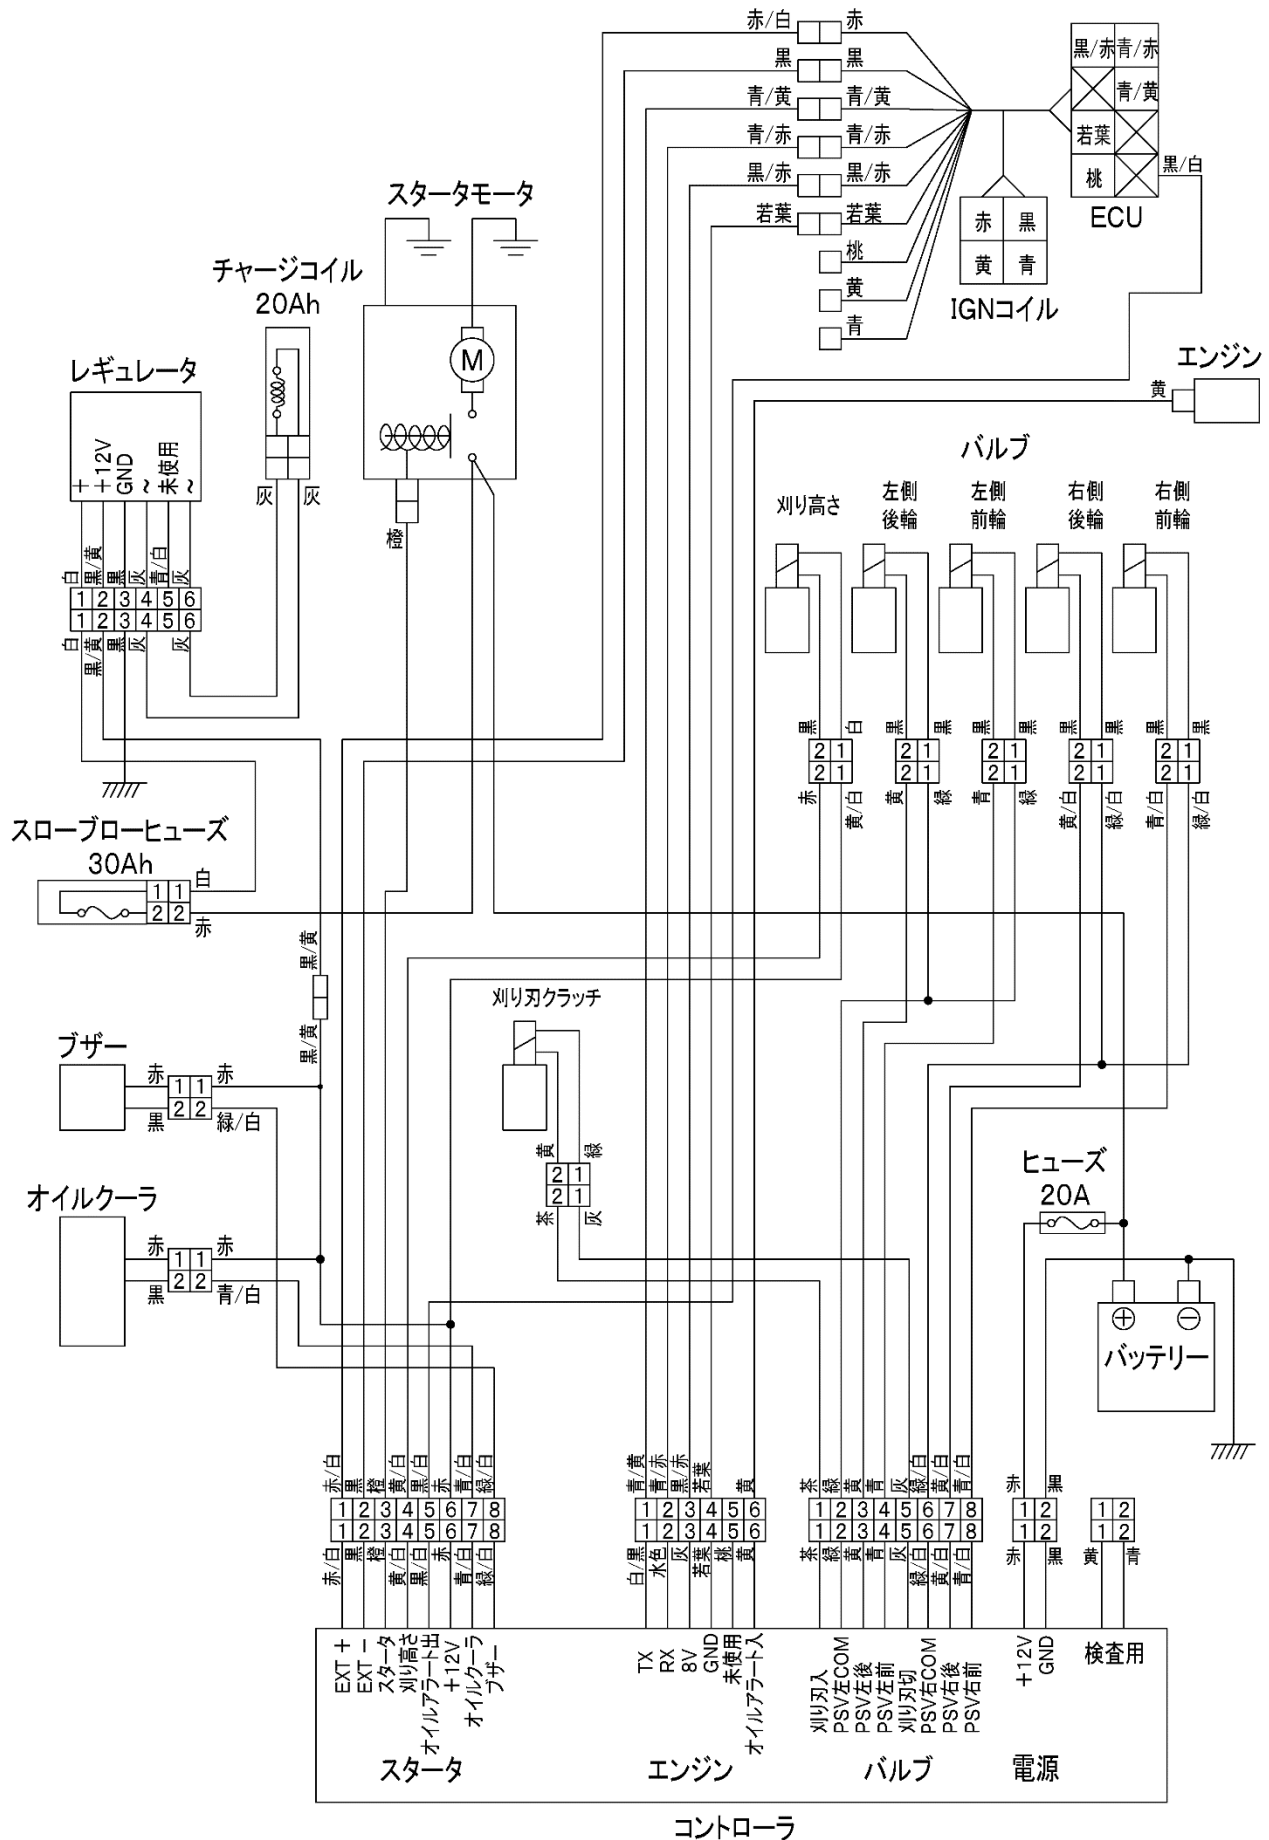 赤/白 赤
黒 黒
青/黄 青/黄
青/赤 青/赤
黒/赤 黒/赤
若葉 若葉
桃
黄
青
黒/赤 青/赤
青/黄
若葉
桃
黒/白
ECU
赤 黒
黄 青
IGNコイル
スタータモータ
M
橙
チャージコイル
20Ah
灰 灰
レギュレータ
＋
＋12V
GND
～
未使用
～
白 黒/黄 黒 灰 青/白 灰
1 2 3 4 5 6
1 2 3 4 5 6
白 黒/黄 黒 灰 灰
エンジン
黄
バルブ
刈り高さ
左側
後輪
左側
前輪
右側
後輪
右側
前輪
黒 白 黒 黒 黒 黒 黒 黒 黒 黒
2 1 2 1 2 1 2 1 2 1
2 1 2 1 2 1 2 1 2 1
赤 黄/白 黄 緑 青 緑 黄/白 緑/白 青/白 緑/白
スローブローヒューズ
30Ah
1 1 白
2 2 赤
黒/黄
黒/黄
刈り刃クラッチ
黄 緑
2 1
2 1
茶 灰
ブザー
赤 1 1 赤
黒 2 2 緑/白
オイルクーラ
赤 1 1 赤
黒 2 2 青/白
ヒューズ
20A
＋ －
バッテリー
赤/白 黒 橙 黄/白 黒/白 赤 青/白 緑/白
1 2 3 4 5 6 7 8
1 2 3 4 5 6 7 8
赤/白 黒 橙 黄/白 黒/白 赤 青/白 緑/白
青/黄 青/赤 黒/赤 若葉 黄
1 2 3 4 5 6
1 2 3 4 5 6
白/黒 水色 灰 若葉 桃 黄
茶 緑 黄 青 灰 緑/白 黄/白 青/白
1 2 3 4 5 6 7 8
1 2 3 4 5 6 7 8
茶 緑 黄 青 灰 緑/白 黄/白 青/白
赤 黒
1 2
1 2
赤 黒
1 2
1 2
黄 青
EXT＋
EXT－
スタータ
刈り高さ
オイルアラート出
＋12V
オイルクーラ
ブザー
TX
RX
8V
GND
未使用
オイルアラート入
刈り刃入
PSV左COM
PSV左後
PSV左前
刈り刃切
PSV右COM
PSV右後
PSV右前
＋12V
GND
検査用
スタータ
エンジン
バルブ
電源
コントローラ